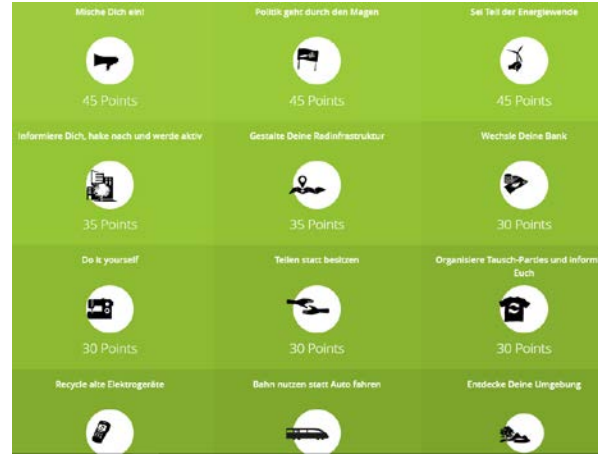 Mische Dich ein!
Politik geht durch den Magen
Sei Teil der Energiewende
45 Points
45 Points
45 Points
Informiere Dich, hake nach und werde aktiv
Gestalte Deine Radinfrastruktur
Wechsle Deine Bank
35 Points
35 Points
30 Points
Do it yourself
Teilen statt besitzen
Organisiere Tausch-Parties und inform
Euch
30 Points
30 Points
30 Points
Recycle alte Elektrogeräte
Bahn nutzen statt Auto fahren
Entdecke Deine Umgebung